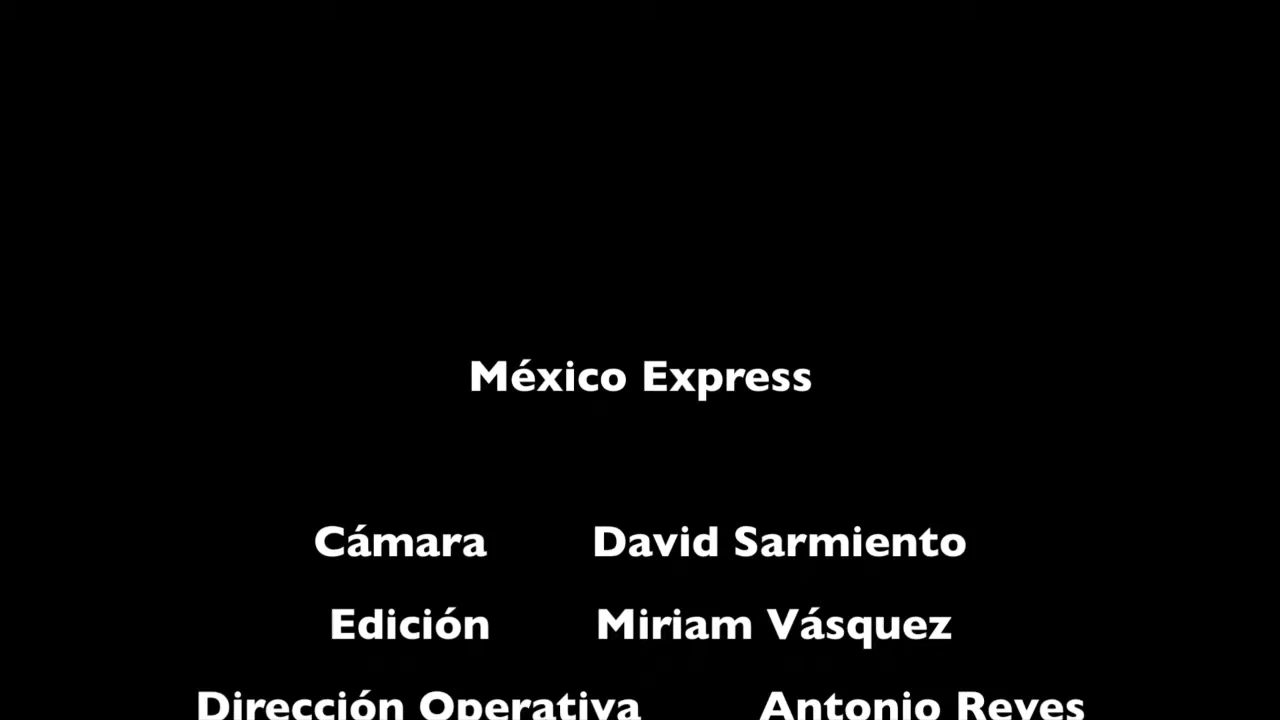 México Express
Cámara David Sarmiento
Edición Miriam Vásquez
Dirección Operativa Antonio Reyes